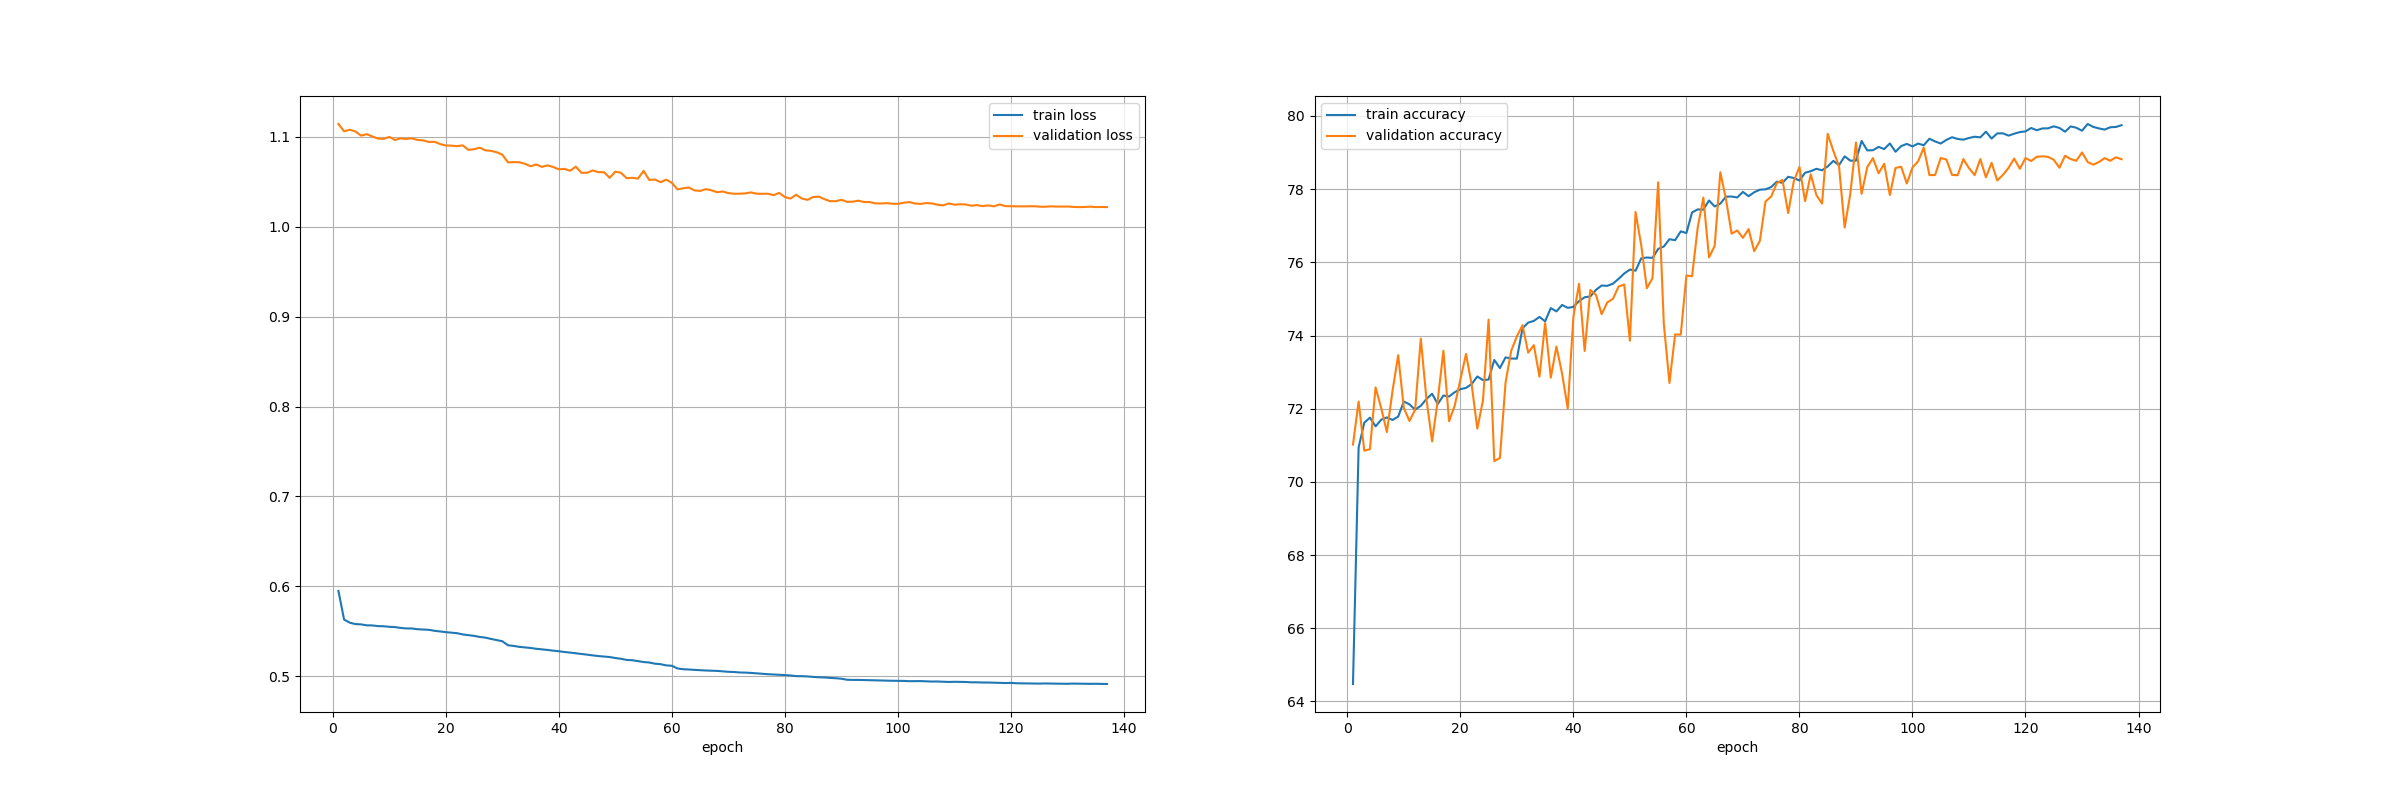 train loss
validation loss
1.1
1.0
0.9
0.8
0.7
0.6
0.5
0 20 40 60 80 100 120 140
epoch
train accuracy
validation accuracy
80
78
76
74
72
70
68
66
64
0 20 40 60 80 100 120 140
epoch